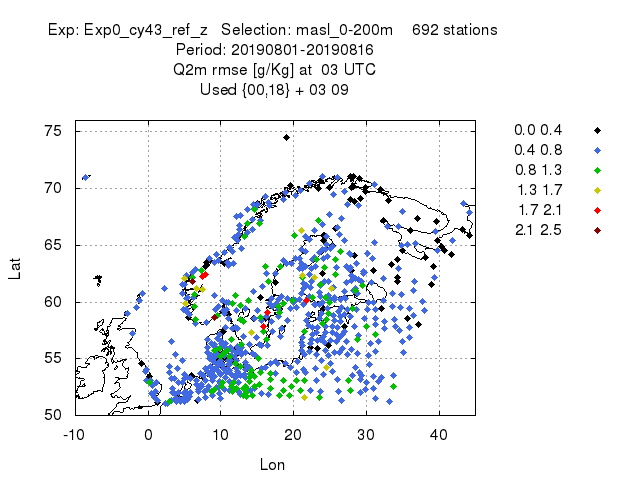 Exp: Exp0_cy43_ref_z   Selection: masl_0-200m    692 stations
Period: 20190801-20190816
Q2m rmse [g/Kg] at  03 UTC
Used {00,18} + 03 09
75
70
65
60
55
50
Lat
-10 0 10 20 30 40
Lon
0.0 0.4
0.4 0.8
0.8 1.3
1.3 1.7
1.7 2.1
2.1 2.5